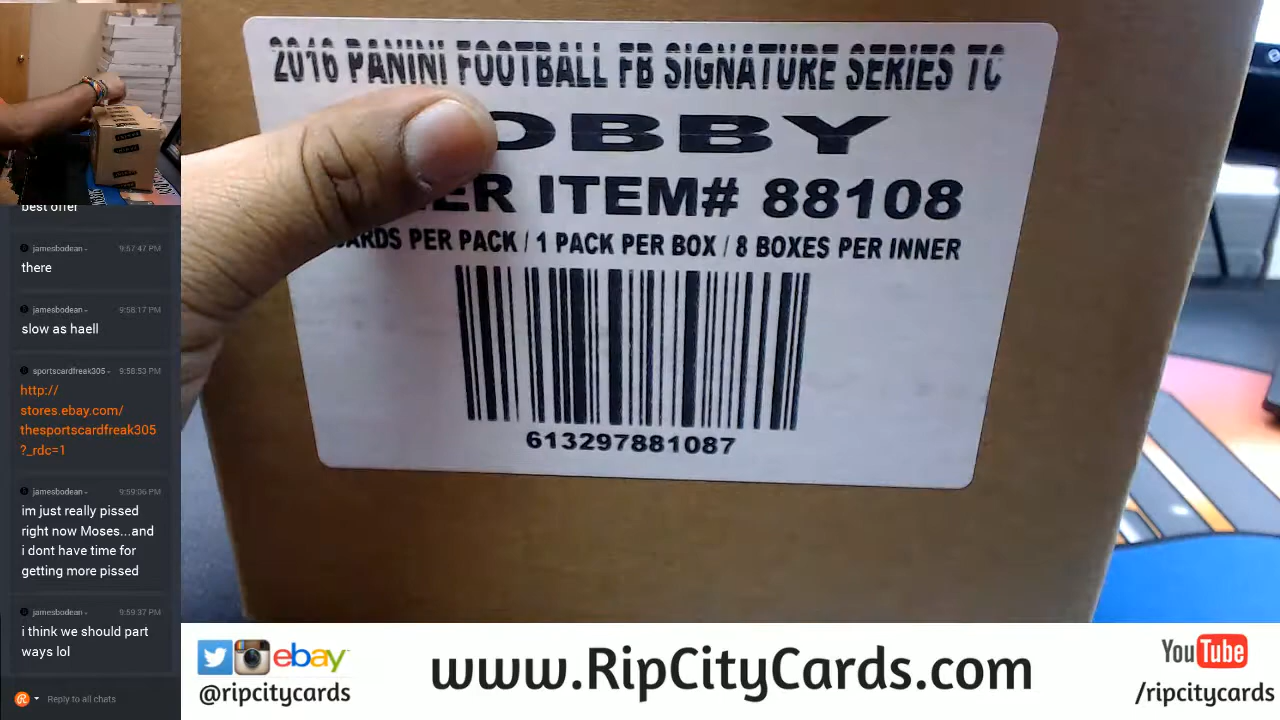 best offer
jamesbodean - 9:57:47 PM
there
jamesbodean - 9:58:17 PM
slow as haell
sportscardfreak305 - 9:58:53 PM
http://
stores.ebay.com/
thesportscardfreak305
?_rdc=1
jamesbodean - 9:59:06 PM
im just really pissed
right now Moses...and
i dont have time for
getting more pissed
jamesbodean - 9:59:37 PM
i think we should part
ways lol
Reply to all chats
2016 PANINI FOOTBALL FB SIGNATURE SERIES TC
OBBY
ER ITEM# 88108
CARDS PER PACK / 1 PACK PER BOX / 8 BOXES PER INNER
613297881087
ebay
@ripcitycards
www.RipCityCards.com
YouTube
/ripcitycards